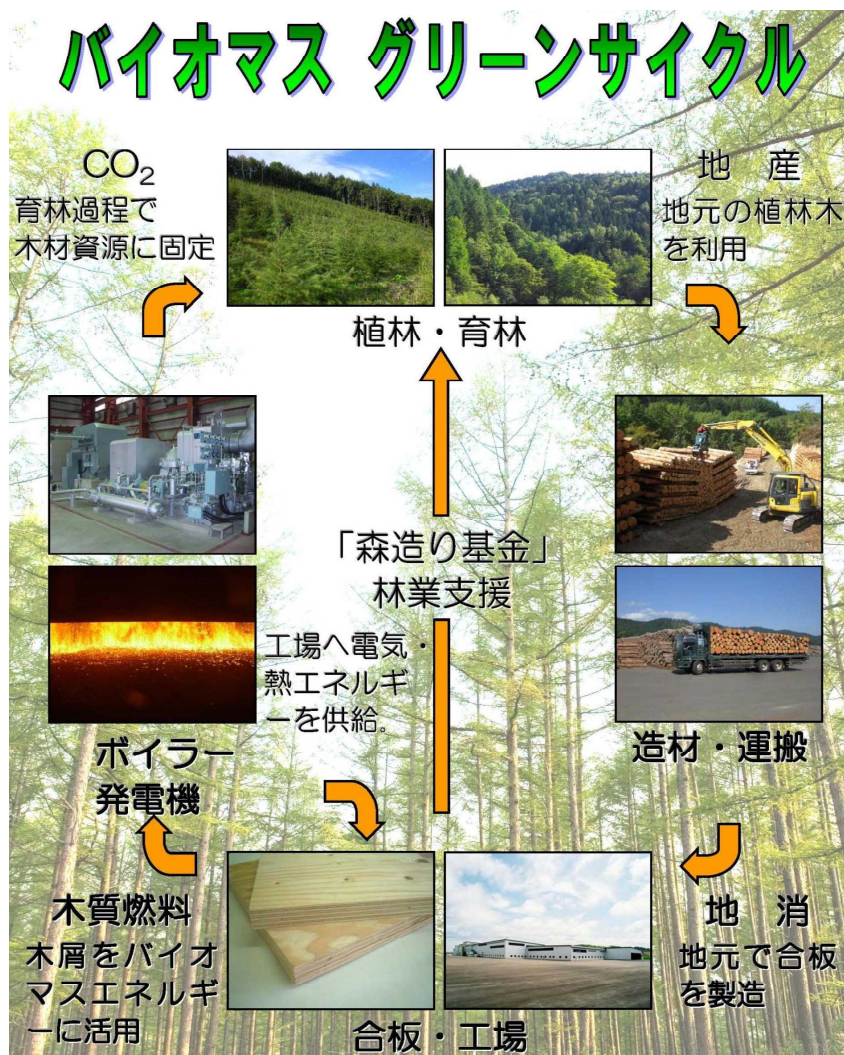 バイオマス グリーンサイクル
CO₂
育林過程で
木材資源に固定
地 産
地元の植林木
を利用
植林・育林
「森造り基金」
林業支援
工場へ電気・
熱エネルギ
ーを供給。
ボイラー
発電機
造材・運搬
木質燃料
木屑をバイオ
マスエネルギ
ーに活用
合板・工場
地 消
地元で合板
を製造